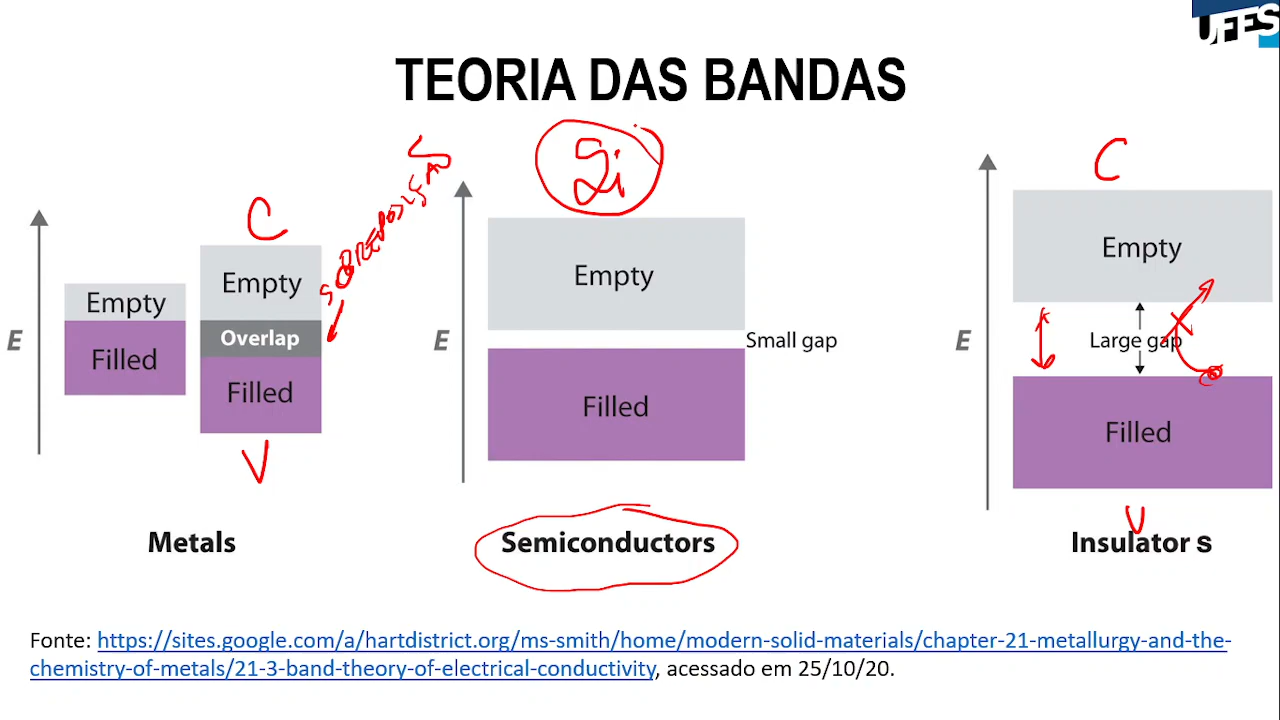 UFES
TEORIA DAS BANDAS
Si
C
C
SOBREPOSIÇÃO
Empty
Empty
Overlap
Filled
Filled
E
V
Metals
Empty
Small gap
Filled
E
Semiconductors
Empty
Large gap
Filled
E
V
Insulator s
Fonte: https://sites.google.com/a/hartdistrict.org/ms-smith/home/modern-solid-materials/chapter-21-metallurgy-and-the-
chemistry-of-metals/21-3-band-theory-of-electrical-conductivity, acessado em 25/10/20.